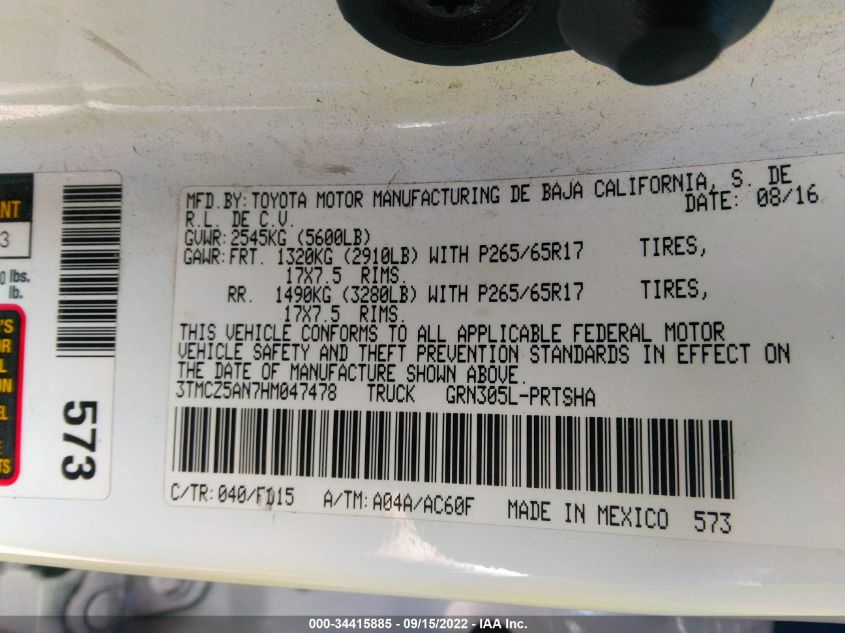 MFD.BY: TOYOTA MOTOR MANUFACTURING DE BAJA CALIFORNIA, S. DE
R.L. DE C.V. DATE: 08/16
GVWR: 2545KG (5600LB)
GAWR: FRT. 1320KG (2910LB) WITH P265/65R17 TIRES,
17X7.5 RIMS.
RR. 1490KG (3280LB) WITH P265/65R17 TIRES,
17X7.5 RIMS.
THIS VEHICLE CONFORMS TO ALL APPLICABLE FEDERAL MOTOR
VEHICLE SAFETY AND THEFT PREVENTION STANDARDS IN EFFECT ON
THE DATE OF MANUFACTURE SHOWN ABOVE.
3TMCZ5AN7HM047478 TRUCK GRN305L-PRTSHA
C/TR: 040/FD15 A/TM: A04A/AC60F MADE IN MEXICO 573
573
3
lbs.
lb.
000-34415885 - 09/15/2022 - IAA Inc.